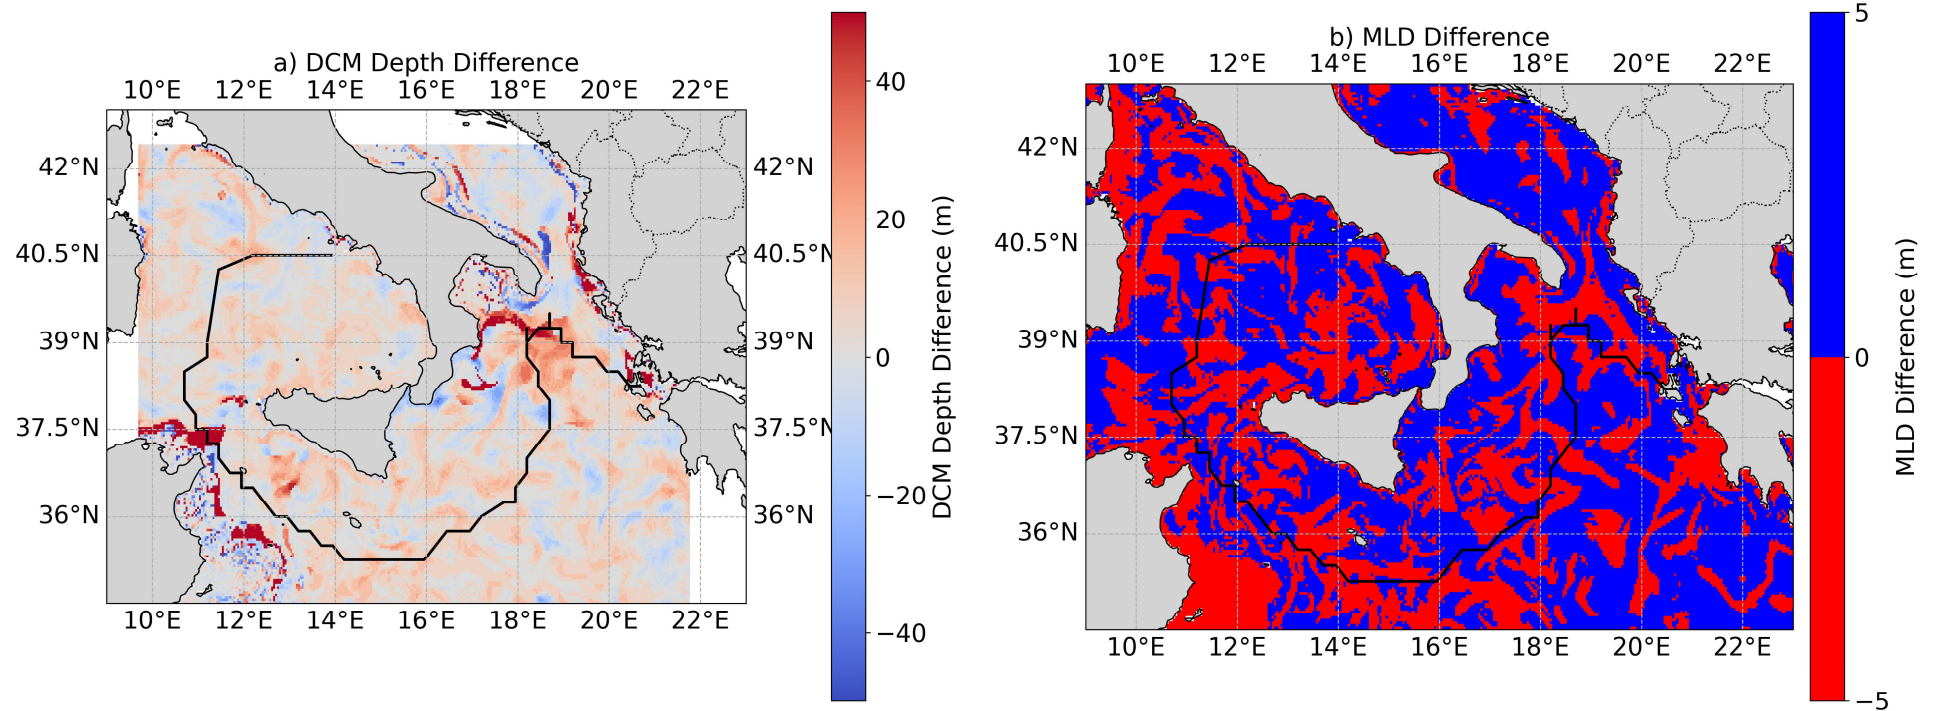 a) DCM Depth Difference
10°E 12°E 14°E 16°E 18°E 20°E 22°E
42°N 42°N
40.5°N 40.5°N
39°N 39°N
37.5°N 37.5°N
36°N 36°N
10°E 12°E 14°E 16°E 18°E 20°E 22°E
40
20
0
−20
−40
DCM Depth Difference (m)
b) MLD Difference
10°E 12°E 14°E 16°E 18°E 20°E 22°E
42°N
40.5°N
39°N
37.5°N
36°N
10°E 12°E 14°E 16°E 18°E 20°E 22°E
5
0
−5
MLD Difference (m)